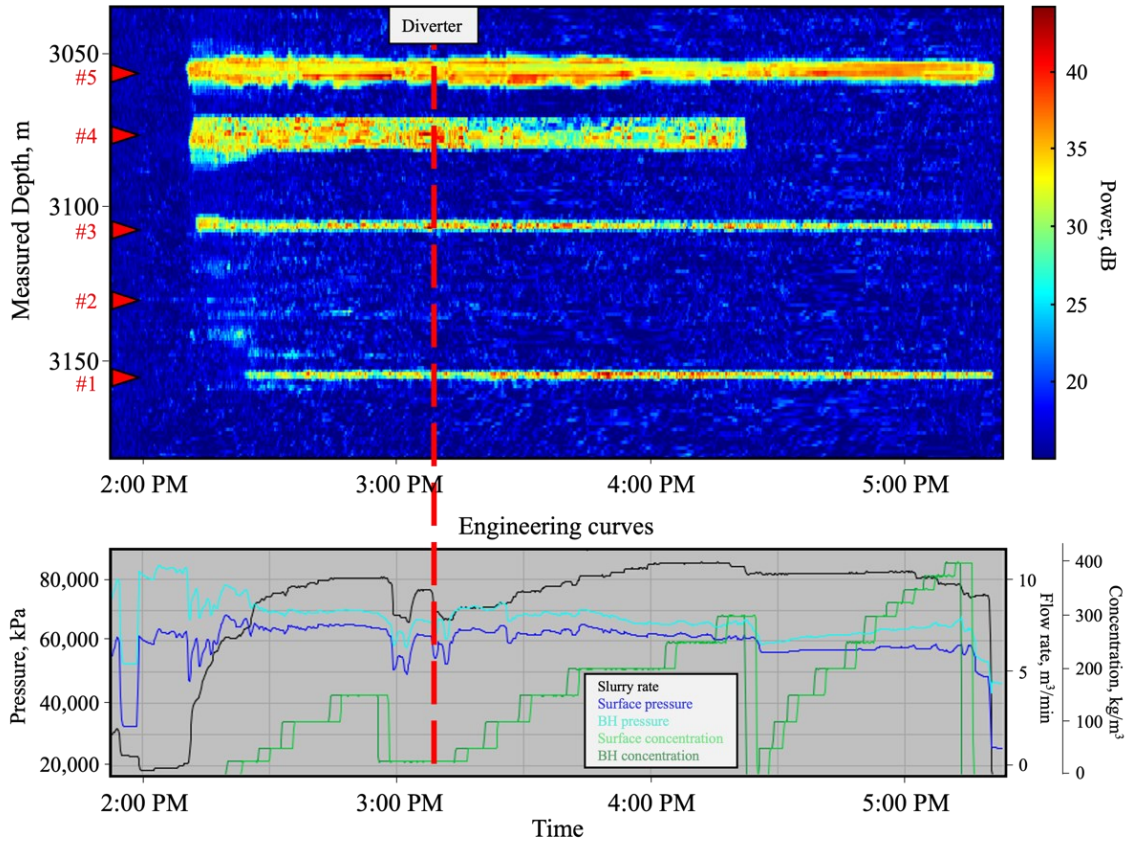 Diverter
3050
#5
#4
3100
#3
#2
3150
#1
Measured Depth, m
40
35
30
25
20
Power, dB
2:00 PM 3:00 PM 4:00 PM 5:00 PM
Engineering curves
80,000
60,000
40,000
20,000
Pressure, kPa
Slurry rate
Surface pressure
BH pressure
Surface concentration
BH concentration
10
5
0
Flow rate, m³/min
400
300
200
100
0
Concentration, kg/m³
2:00 PM 3:00 PM 4:00 PM 5:00 PM
Time